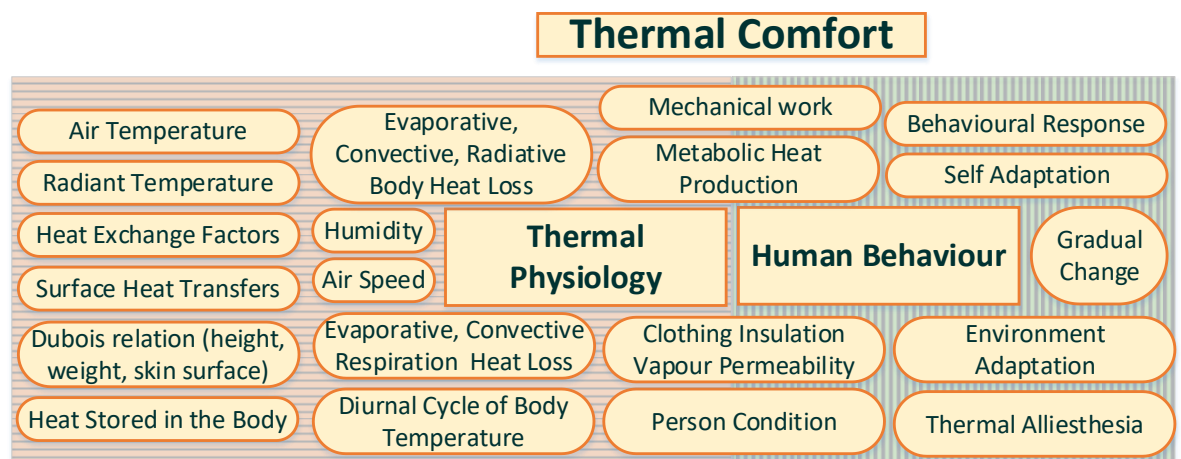 Thermal Comfort
Air Temperature
Radiant Temperature
Heat Exchange Factors
Surface Heat Transfers
Dubois relation (height,
weight, skin surface)
Heat Stored in the Body
Evaporative,
Convective, Radiative
Body Heat Loss
Humidity
Air Speed
Evaporative, Convective
Respiration Heat Loss
Diurnal Cycle of Body
Temperature
Thermal
Physiology
Mechanical work
Metabolic Heat
Production
Human Behaviour
Clothing Insulation
Vapour Permeability
Person Condition
Behavioural Response
Self Adaptation
Gradual
Change
Environment
Adaptation
Thermal Alliesthesia